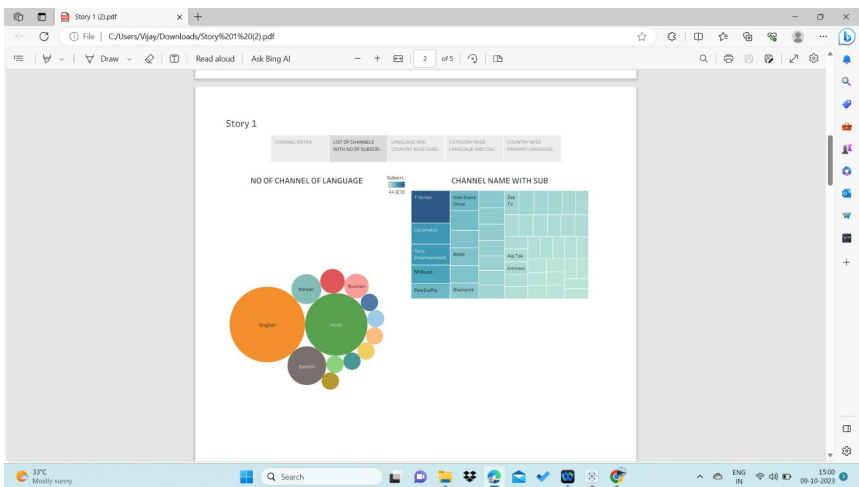 Story 1 (2).pdf
File | C:/Users/Vijay/Downloads/Story%201%20(2).pdf
Draw
Read aloud
Ask Bing AI
2 of 5
Story 1
CHANNEL DETAIL
LIST OF CHANNELS
WITH NO OF SUBSCRI..
LANGUAGE AND
COUNTRY WISE SUBS..
CATEGORY WISE
LANGUAGE AND COU..
COUNTRY WISE
PRIMARY LANGUAGE ..
NO OF CHANNEL OF LANGUAGE
Subscri..
CHANNEL NAME WITH SUB
T-Series
Kids Diana
Show
Zee
TV
Cocomelon
Sony
Entertainment
WWE
Aaj Tak
MrBeast
Eminem
PewDiePie
Blackpink
Korean
Russian
English
Hindi
Spanish
33°C
Mostly sunny
Search
ENG
IN
15:00
09-10-2023